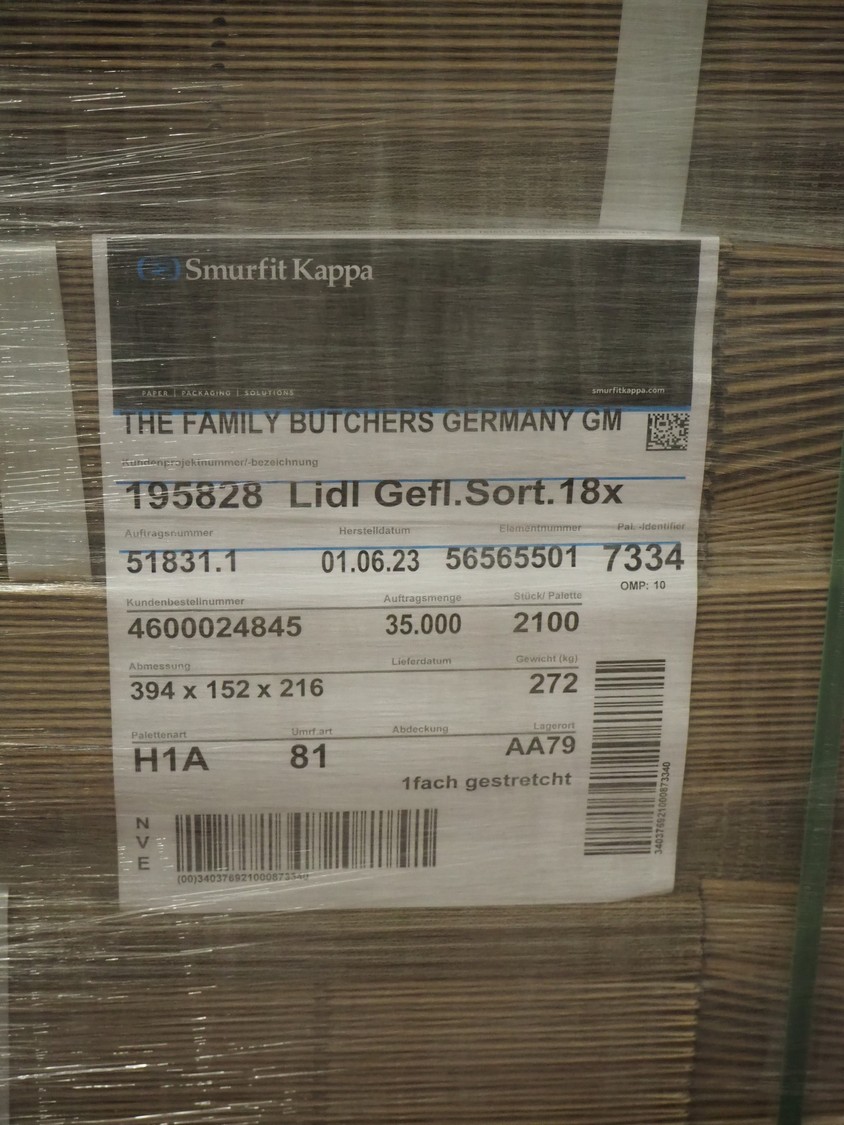 Smurfit Kappa
PAPER | PACKAGING | SOLUTIONS
smurfitkappa.com
THE FAMILY BUTCHERS GERMANY GM
Kundenprojektnummer/-bezeichnung
195828 Lidl Gefl.Sort.18x
Auftragsnummer Herstelldatum Elementnummer Pal. -Identifier
51831.1 01.06.23 56565501 7334
OMP: 10
Kundenbestellnummer Auftragsmenge Stück/ Palette
4600024845 35.000 2100
Abmessung Lieferdatum Gewicht (kg)
394 x 152 x 216 272
Palettenart Umrf.art Abdeckung Lagerort
H1A 81 AA79
1fach gestretcht
NVE
(00)340376921000873340
340376921000873340